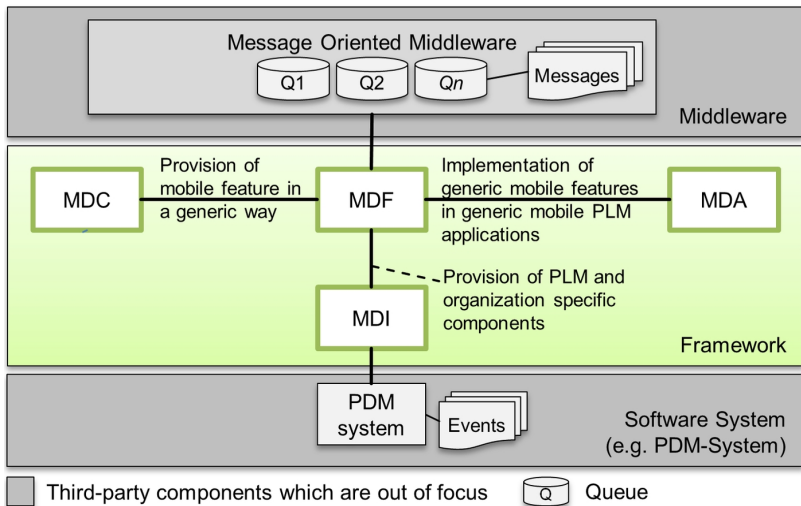 Message Oriented Middleware
Q1
Q2
Qn
Messages
Middleware
MDC
Provision of
mobile feature in
a generic way
MDF
Implementation of
generic mobile features
in generic mobile PLM
applications
MDA
Provision of PLM and
organization specific
components
MDI
Framework
PDM
system
Events
Software System
(e.g. PDM-System)
Third-party components which are out of focus
Q
Queue